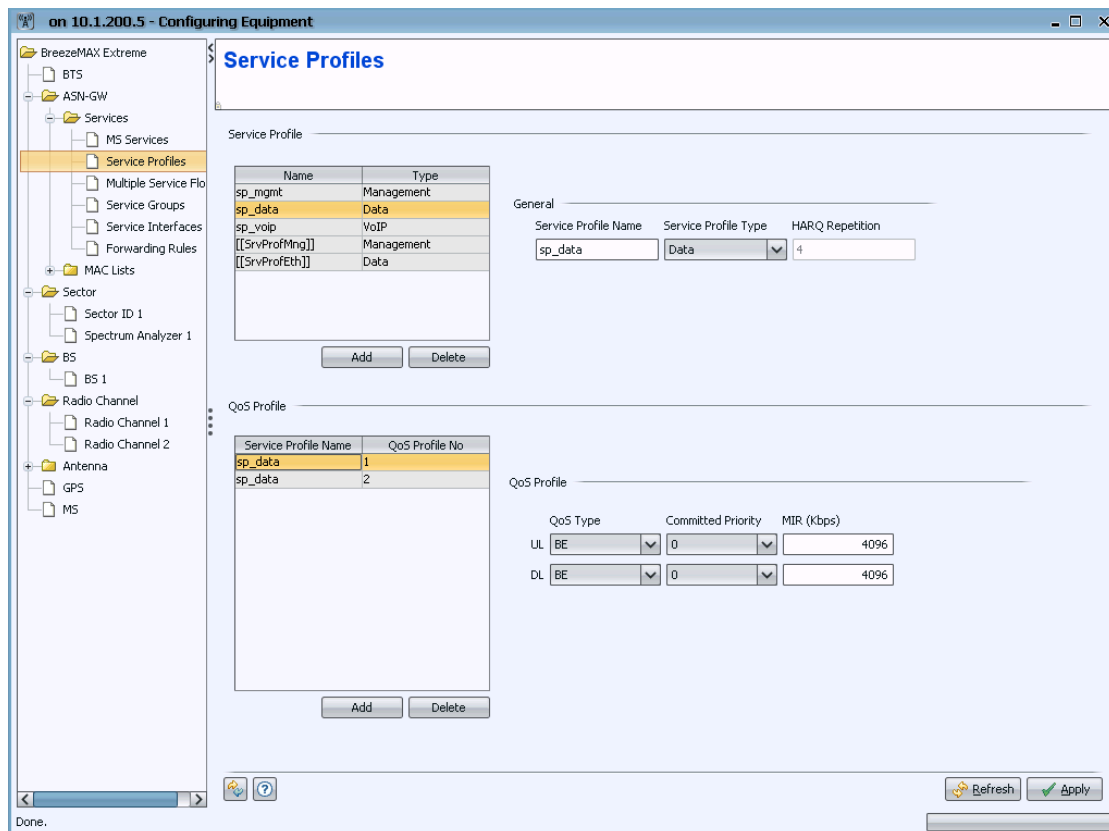 on 10.1.200.5 - Configuring Equipment
BreezeMAX Extreme
BTS
ASN-GW
Services
MS Services
Service Profiles
Multiple Service Flo
Service Groups
Service Interfaces
Forwarding Rules
MAC Lists
Sector
Sector ID 1
Spectrum Analyzer 1
BS
BS 1
Radio Channel
Radio Channel 1
Radio Channel 2
Antenna
GPS
MS
Service Profiles
Service Profile
Name Type
sp_mgmt Management
sp_data Data
sp_voip VoIP
[[SrvProfMng]] Management
[[SrvProfEth]] Data
Add Delete
General
Service Profile Name Service Profile Type HARQ Repetition
sp_data Data 4
QoS Profile
Service Profile Name QoS Profile No
sp_data 1
sp_data 2
Add Delete
QoS Profile
QoS Type Committed Priority MIR (Kbps)
UL BE 0 4096
DL BE 0 4096
Refresh Apply
Done.